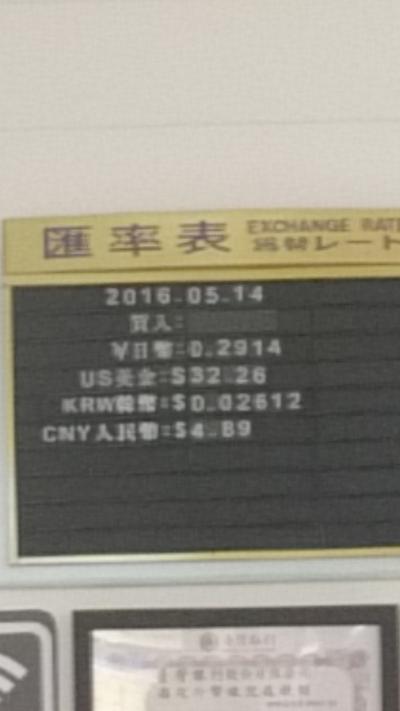 匯率表 EXCHANGE RATE
為替レート
2016.05.14
買入:
¥日幣:0.2914
US美金:$32.26
KRW韓幣:$0.02612
CNY人民幣:$4.89